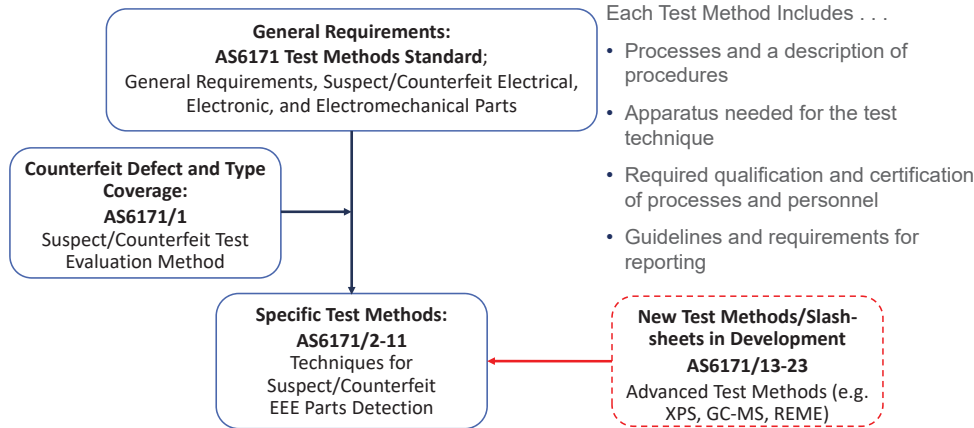 General Requirements:
AS6171 Test Methods Standard;
General Requirements, Suspect/Counterfeit Electrical,
Electronic, and Electromechanical Parts
Counterfeit Defect and Type
Coverage:
AS6171/1
Suspect/Counterfeit Test
Evaluation Method
Specific Test Methods:
AS6171/2-11
Techniques for
Suspect/Counterfeit
EEE Parts Detection
New Test Methods/Slash-
sheets in Development
AS6171/13-23
Advanced Test Methods (e.g.
XPS, GC-MS, REME)
Each Test Method Includes . . .
• Processes and a description of
procedures
• Apparatus needed for the test
technique
• Required qualification and certification
of processes and personnel
• Guidelines and requirements for
reporting